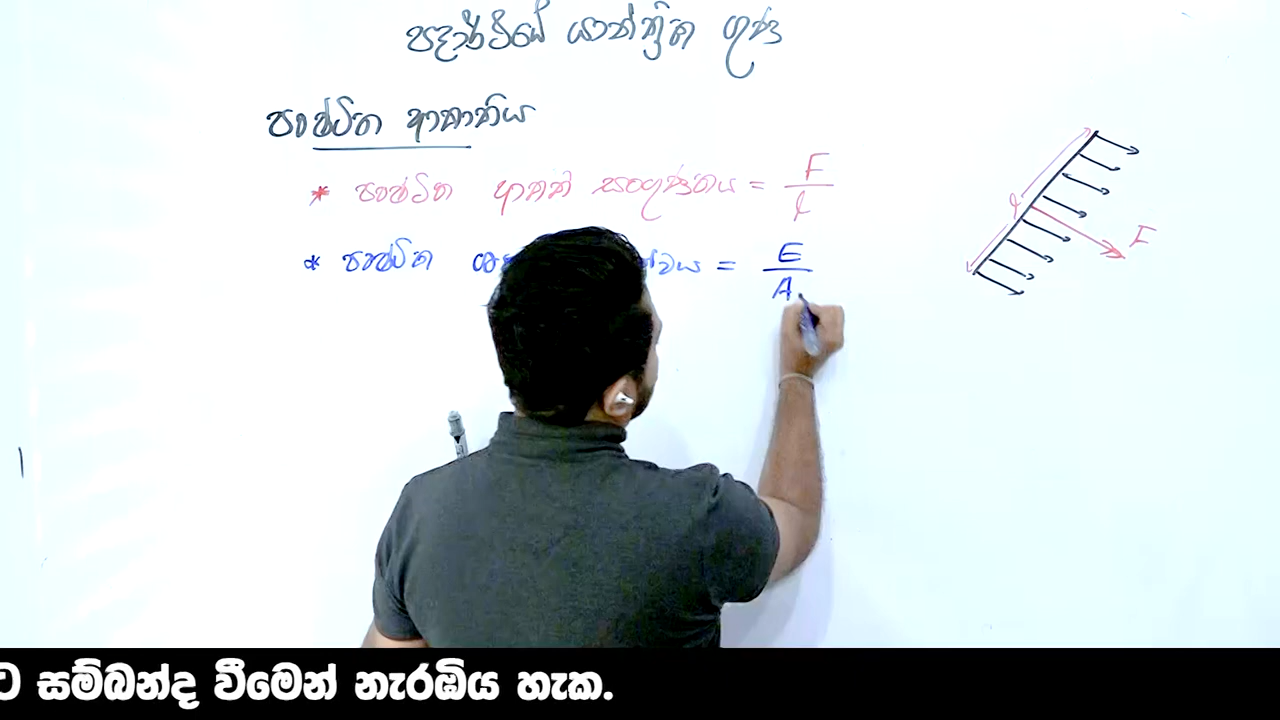 පදාර්ථයේ යාන්ත්‍රික ගුණ
පෘෂ්ඨික ආතතිය
* පෘෂ්ඨික ආතති සංගුණකය = F / l
l
F
* පෘෂ්ඨික = E / A
ට සම්බන්ද වීමෙන් නැරඹිය හැක.